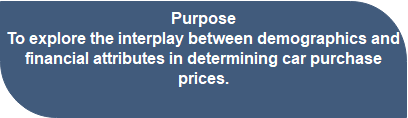 Purpose
To explore the interplay between demographics and
financial attributes in determining car purchase
prices.